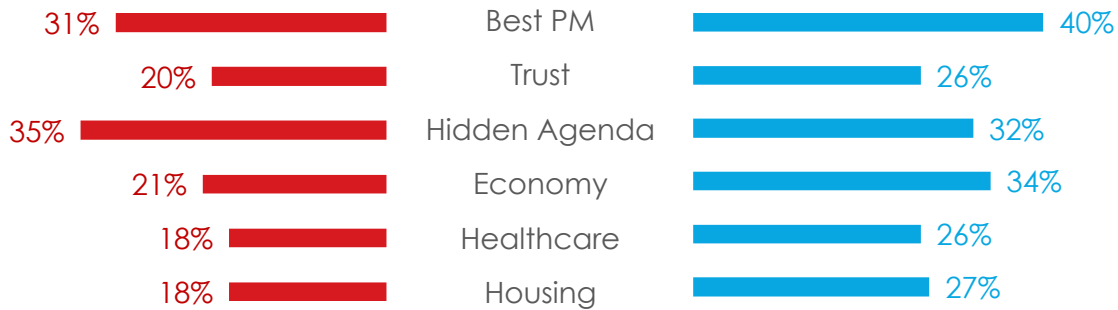 31% Best PM 40%
20% Trust 26%
35% Hidden Agenda 32%
21% Economy 34%
18% Healthcare 26%
18% Housing 27%